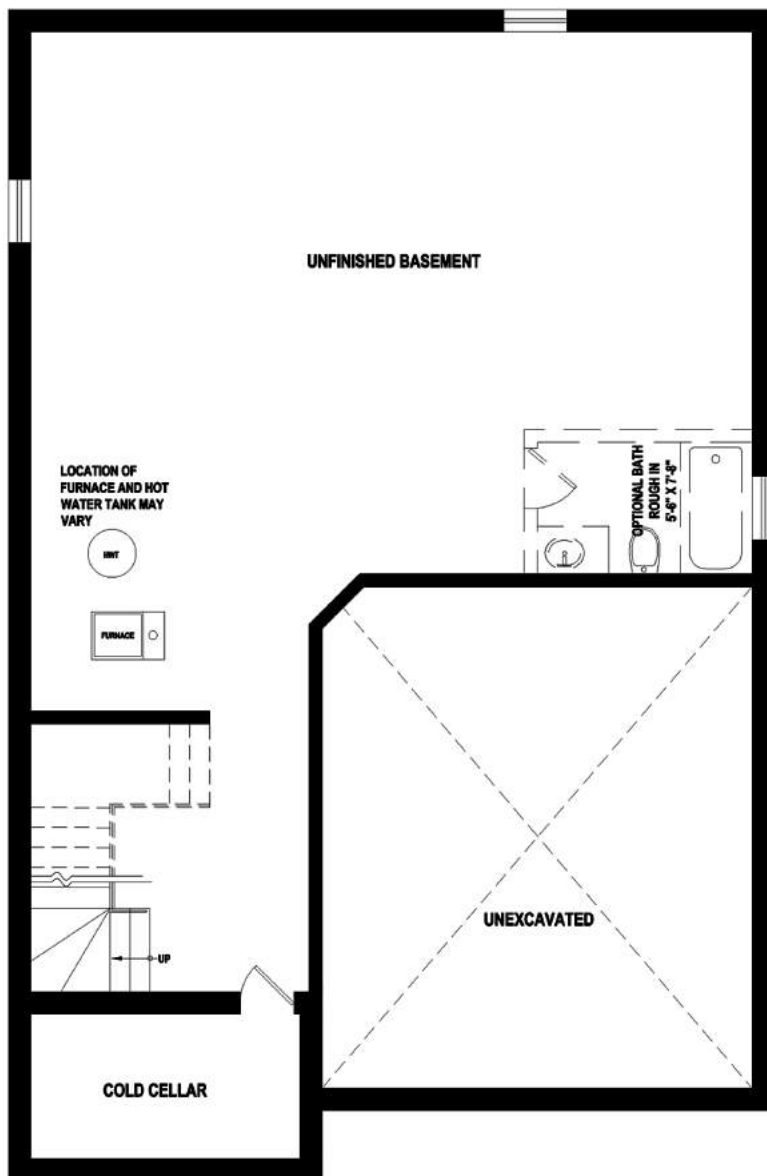 UNFINISHED BASEMENT
LOCATION OF
FURNACE AND HOT
WATER TANK MAY
VARY
OPTIONAL BATH
ROUGH IN
5'-6" X 7'-8"
HWT
FURNACE
UNEXCAVATED
UP
COLD CELLAR